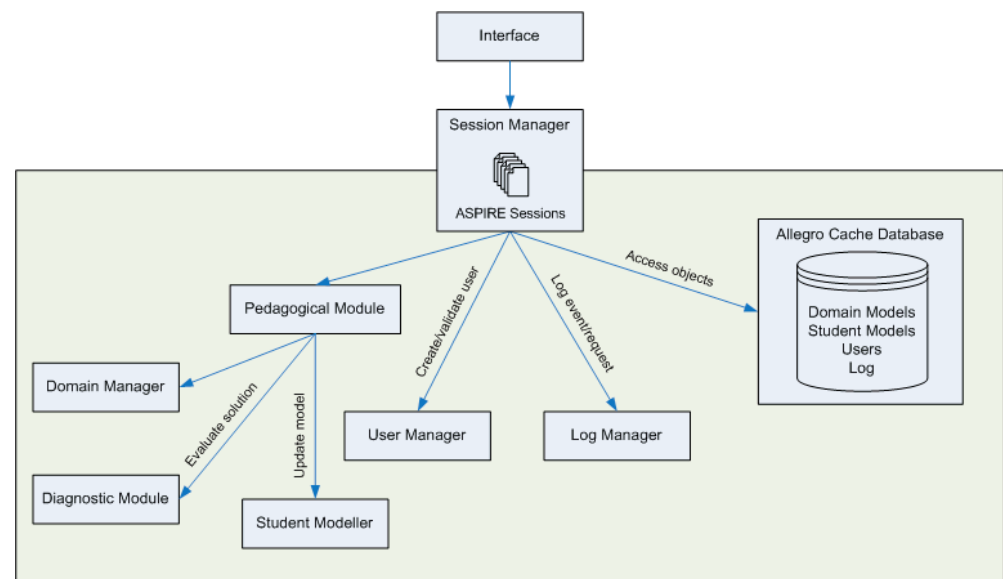 Interface
Session Manager
ASPIRE Sessions
Allegro Cache Database
Domain Models
Student Models
Users
Log
Access objects
Create/validate user
Log event/request
Pedagogical Module
Domain Manager
Evaluate solution
Update model
User Manager
Log Manager
Diagnostic Module
Student Modeller